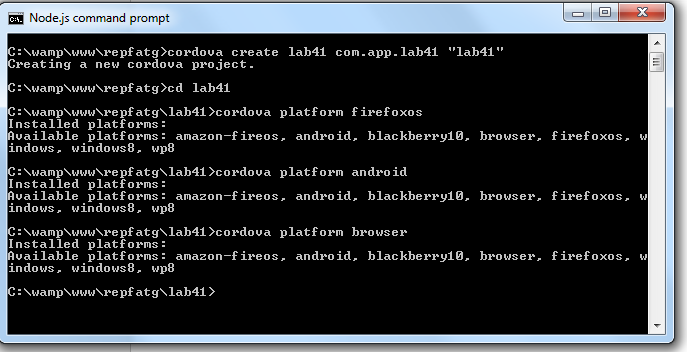 Node.js command prompt
C:\wamp\www\repfatg>cordova create lab41 com.app.lab41 "lab41"
Creating a new cordova project.
C:\wamp\www\repfatg>cd lab41
C:\wamp\www\repfatg\lab41>cordova platform firefoxos
Installed platforms:
Available platforms: amazon-fireos, android, blackberry10, browser, firefoxos, w
indows, windows8, wp8
C:\wamp\www\repfatg\lab41>cordova platform android
Installed platforms:
Available platforms: amazon-fireos, android, blackberry10, browser, firefoxos, w
indows, windows8, wp8
C:\wamp\www\repfatg\lab41>cordova platform browser
Installed platforms:
Available platforms: amazon-fireos, android, blackberry10, browser, firefoxos, w
indows, windows8, wp8
C:\wamp\www\repfatg\lab41>